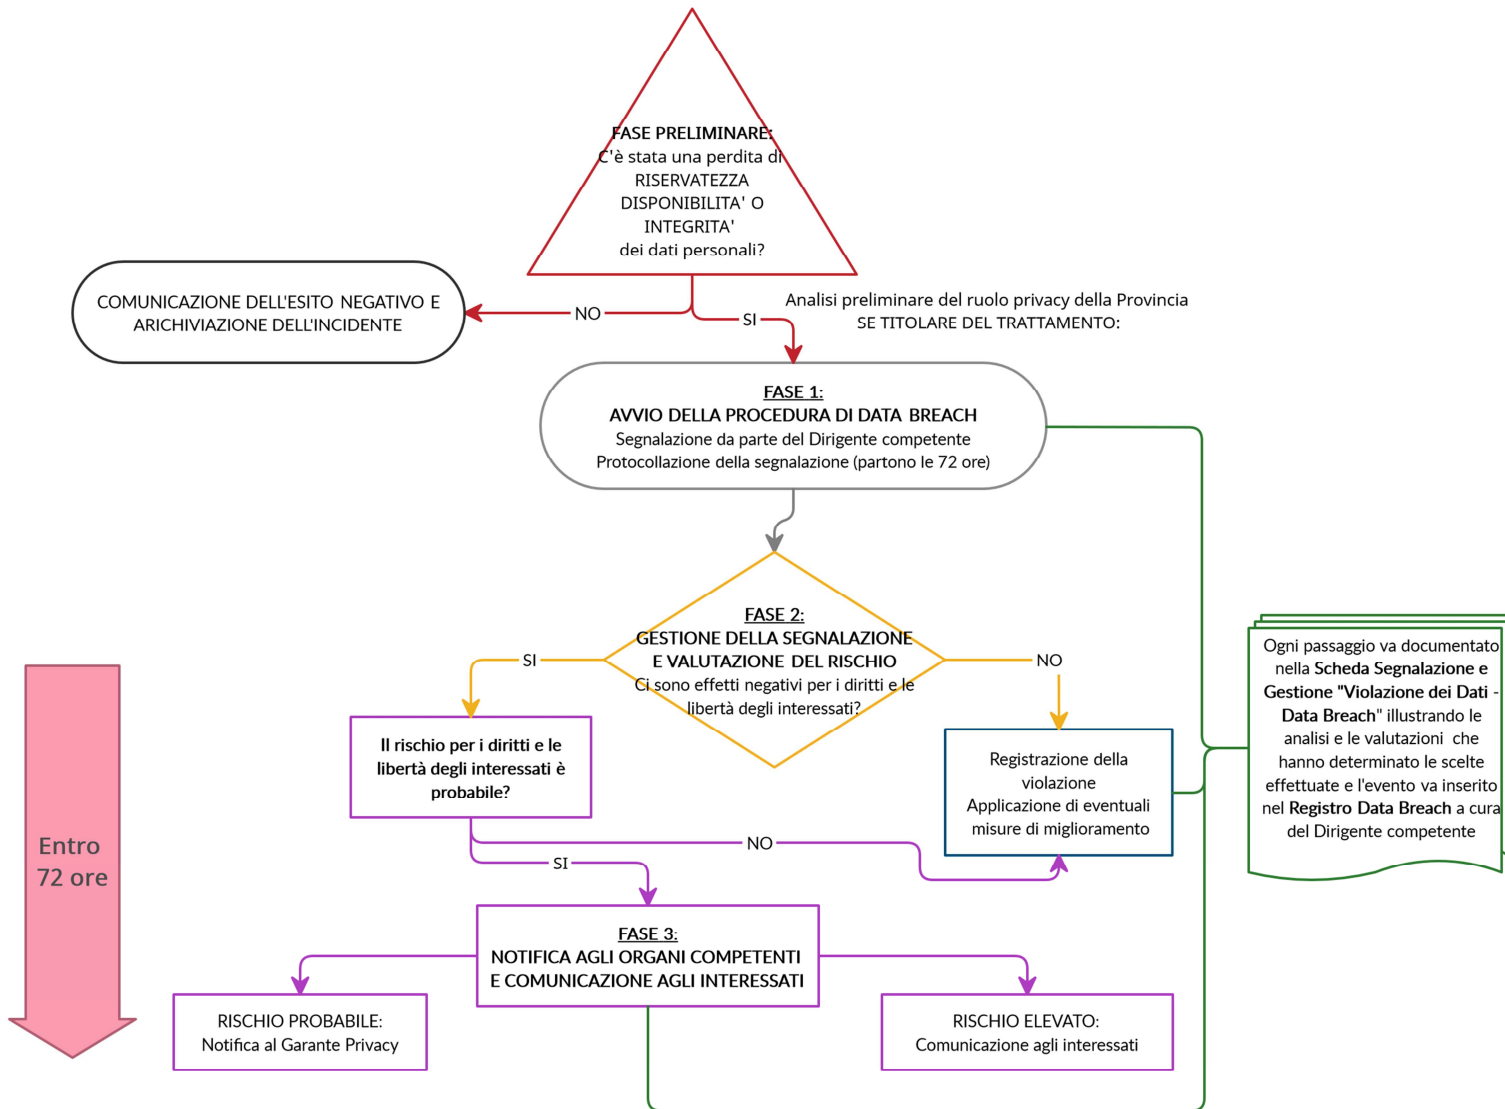 FASE PRELIMINARE:
C'è stata una perdita di
RISERVATEZZA
DISPONIBILITA' O
INTEGRITA'
dei dati personali?
COMUNICAZIONE DELL'ESITO NEGATIVO E
ARICHIVIAZIONE DELL'INCIDENTE
NO
SI
Analisi preliminare del ruolo privacy della Provincia
SE TITOLARE DEL TRATTAMENTO:
FASE 1:
AVVIO DELLA PROCEDURA DI DATA BREACH
Segnalazione da parte del Dirigente competente
Protocollazione della segnalazione (partono le 72 ore)
FASE 2:
GESTIONE DELLA SEGNALAZIONE
E VALUTAZIONE DEL RISCHIO
Ci sono effetti negativi per i diritti e le
libertà degli interessati?
SI
NO
Il rischio per i diritti e le
libertà degli interessati è
probabile?
Registrazione della
violazione
Applicazione di eventuali
misure di miglioramento
Ogni passaggio va documentato
nella Scheda Segnalazione e
Gestione "Violazione dei Dati -
Data Breach" illustrando le
analisi e le valutazioni che
hanno determinato le scelte
effettuate e l'evento va inserito
nel Registro Data Breach a cura
del Dirigente competente
Entro
72 ore
NO
SI
FASE 3:
NOTIFICA AGLI ORGANI COMPETENTI
E COMUNICAZIONE AGLI INTERESSATI
RISCHIO PROBABILE:
Notifica al Garante Privacy
RISCHIO ELEVATO:
Comunicazione agli interessati